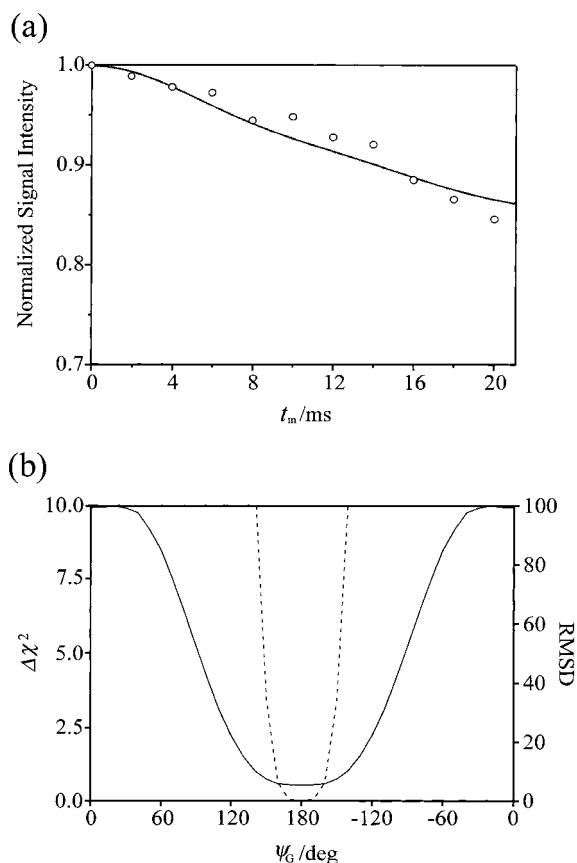 (a)
1.0
0.9
0.8
0.7
Normalized Signal Intensity
0 4 8 12 16 20
t_m/ms
(b)
10.0
7.5
5.0
2.5
0.0
Δχ²
100
80
60
40
20
0
RMSD
0 60 120 180 -120 -60 0
ψ_G/deg